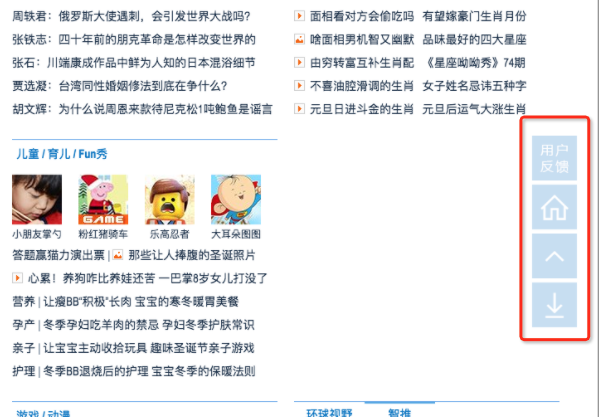 周轶君：俄罗斯大使遇刺，会引发世界大战吗？
张铁志：四十年前的朋克革命是怎样改变世界的
张石：川端康成作品中鲜为人知的日本混浴细节
贾选凝：台湾同性婚姻修法到底在争什么？
胡文辉：为什么说周恩来款待尼克松1吨鲍鱼是谣言
面相看对方会偷吃吗 有望嫁豪门生肖月份
啥面相男机智又幽默 品味最好的四大星座
由穷转富互补生肖配 《星座呦呦秀》74期
不喜油腔滑调的生肖 女子姓名忌讳五种字
元旦日进斗金的生肖 元旦后运气大涨生肖
用户
反馈
儿童 / 育儿 / Fun秀
GAME
小朋友掌勺 粉红猪骑车 乐高忍者 大耳朵图图
答题赢猫力演出票 | 那些让人捧腹的圣诞照片
心累！养狗咋比养娃还苦 一巴掌8岁女儿打没了
营养 | 让瘦BB“积极”长肉 宝宝的寒冬暖胃美餐
孕产 | 冬季孕妇吃羊肉的禁忌 孕妇冬季护肤常识
亲子 | 让宝宝主动收拾玩具 趣味圣诞节亲子游戏
护理 | 冬季BB退烧后的护理 宝宝冬季的保暖法则
游戏 / 动漫
环球视野 智推